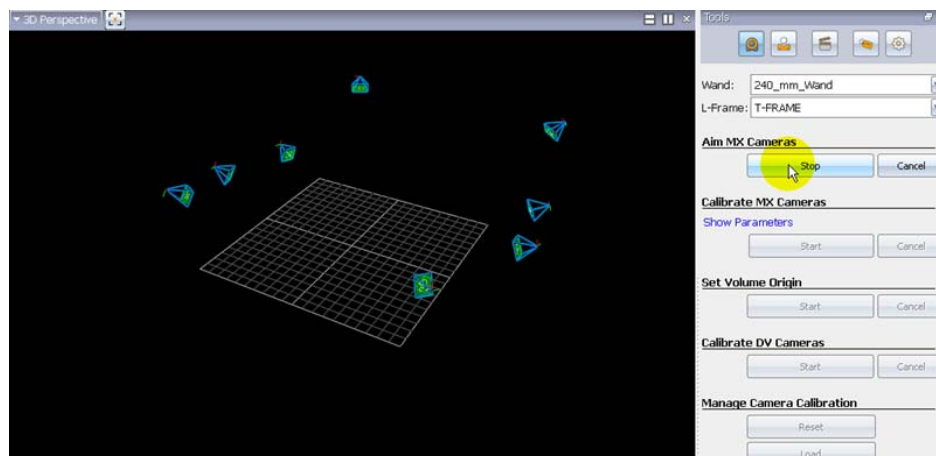 3D Perspective
Tools
Wand: 240_mm_Wand
L-Frame: T-FRAME
Aim MX Cameras
Stop Cancel
Calibrate MX Cameras
Show Parameters
Start Cancel
Set Volume Origin
Start Cancel
Calibrate DV Cameras
Start Cancel
Manage Camera Calibration
Reset
Load